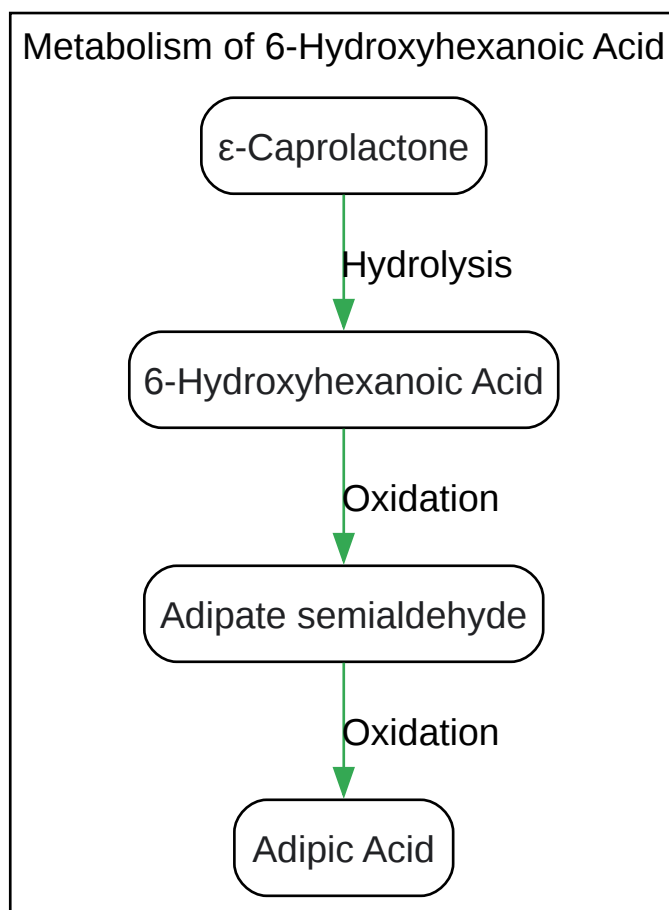 Metabolism of 6-Hydroxyhexanoic Acid
ε-Caprolactone
Hydrolysis
6-Hydroxyhexanoic Acid
Oxidation
Adipate semialdehyde
Oxidation
Adipic Acid